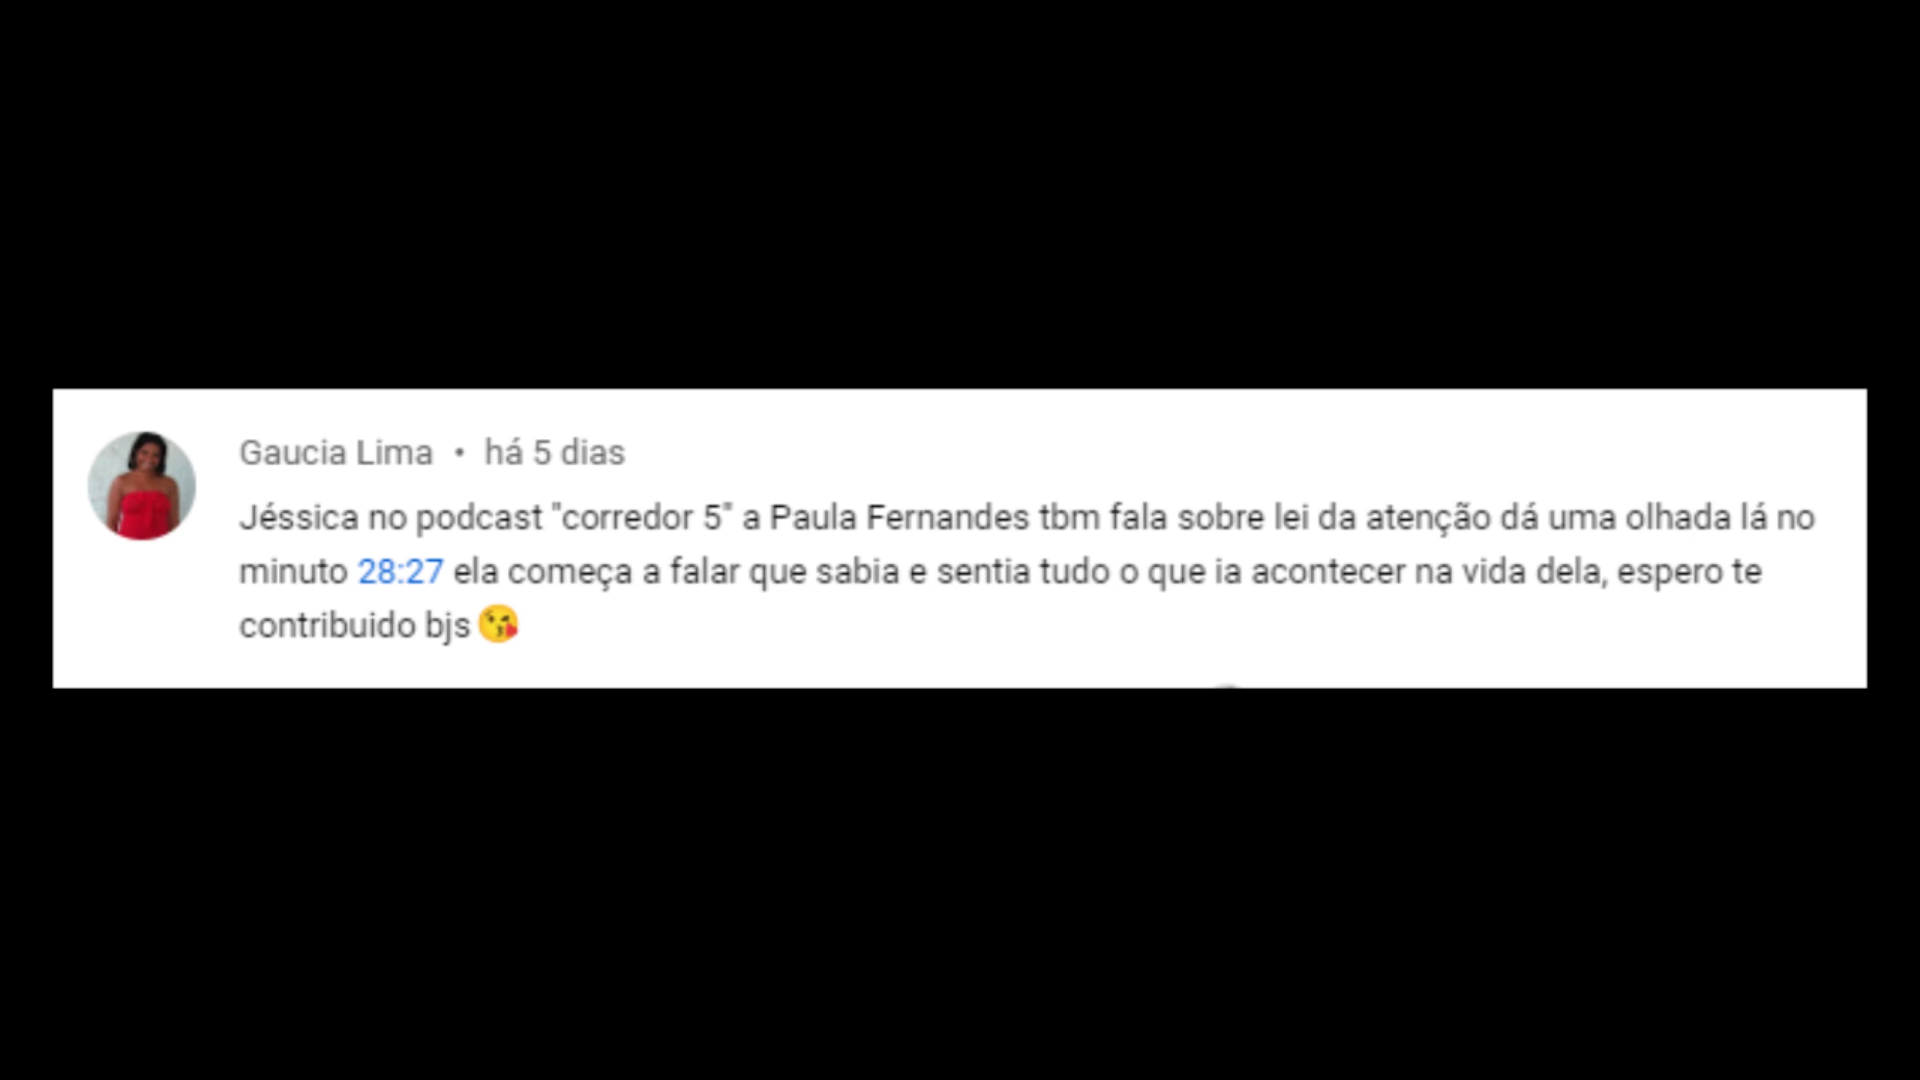 Gaucia Lima • há 5 dias
Jéssica no podcast "corredor 5" a Paula Fernandes tbm fala sobre lei da atenção dá uma olhada lá no
minuto 28:27 ela começa a falar que sabia e sentia tudo o que ia acontecer na vida dela, espero te
contribuido bjs 😘